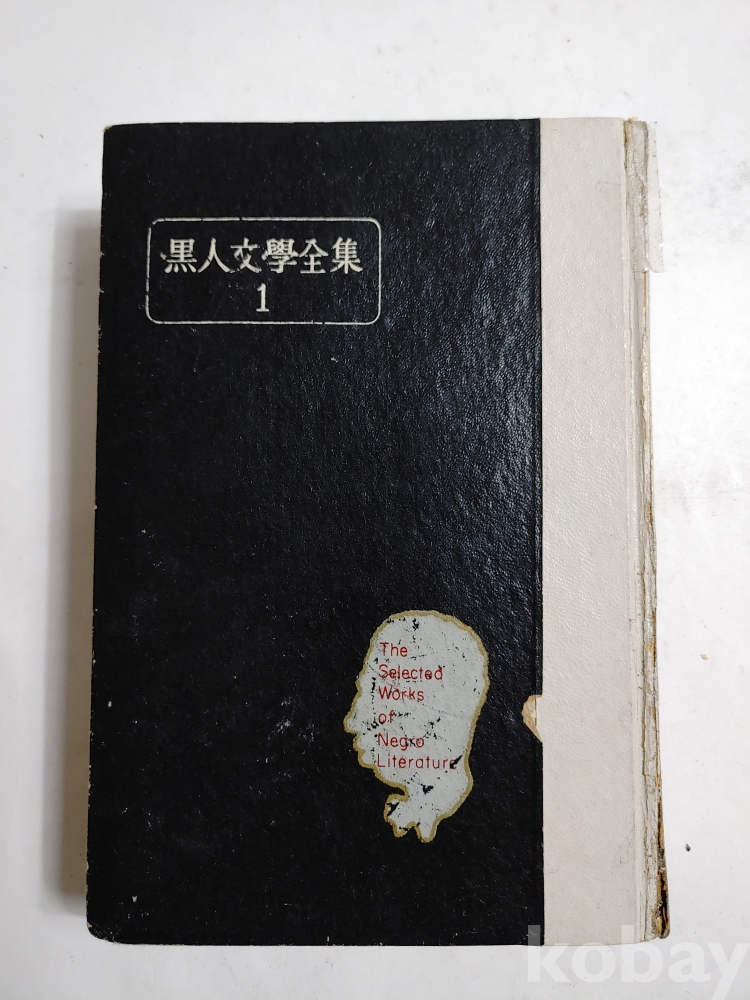 黒人文學全集
1
The
Selected
Works
of
Negro
Literature
kobay